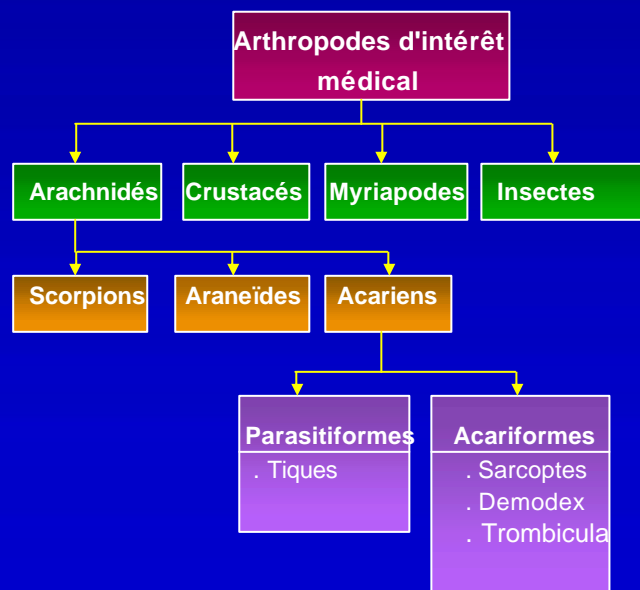 Arthropodes d'intérêt
médical
Arachnidés
Crustacés
Myriapodes
Insectes
Scorpions
Araneïdes
Acariens
Parasitiformes
. Tiques
Acariformes
. Sarcoptes
. Demodex
. Trombicula